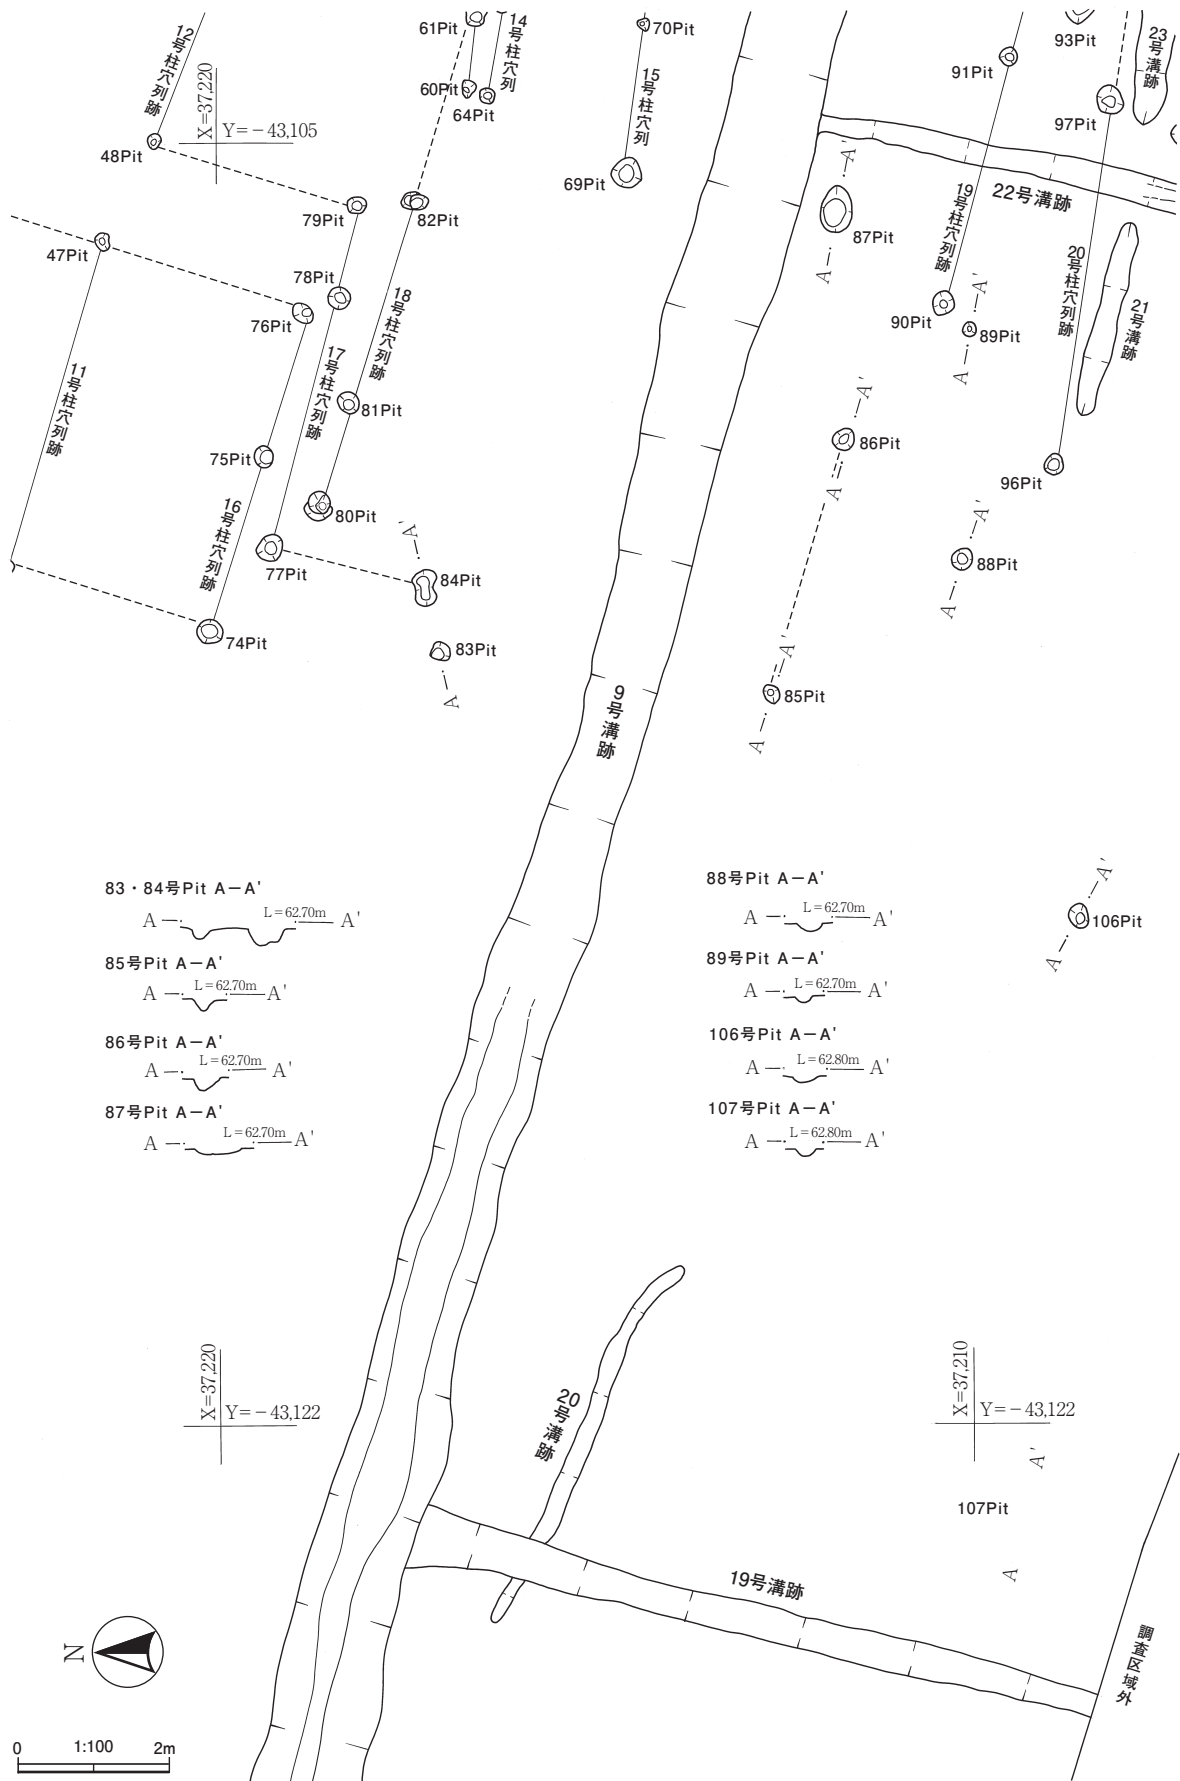 12号柱穴列跡
61Pit
14号柱穴列
70Pit
93Pit
23号溝跡
X=37,220
Y=－43,105
60Pit
64Pit
15号柱穴列
91Pit
97Pit
48Pit
69Pit
A'
22号溝跡
79Pit
82Pit
87Pit
19号柱穴列跡
47Pit
A
20号柱穴列跡
78Pit
18号柱穴列跡
A'
21号溝跡
76Pit
90Pit
89Pit
17号柱穴列跡
11号柱穴列跡
A
A'
81Pit
86Pit
75Pit
96Pit
A
16号柱穴列跡
80Pit
A'
A'
77Pit
88Pit
84Pit
A
74Pit
83Pit
A'
A
85Pit
9号溝跡
A
83・84号Pit A－A'
A
L＝62.70m
A'
85号Pit A－A'
A
L＝62.70m
A'
86号Pit A－A'
A
L＝62.70m
A'
87号Pit A－A'
A
L＝62.70m
A'
88号Pit A－A'
A
L＝62.70m
A'
89号Pit A－A'
A
L＝62.70m
A'
106号Pit A－A'
A
L＝62.80m
A'
107号Pit A－A'
A
L＝62.80m
A'
A'
106Pit
A
X=37,220
Y=－43,122
20号溝跡
X=37,210
Y=－43,122
A'
107Pit
A
19号溝跡
調査区域外
N
0
1:100
2m